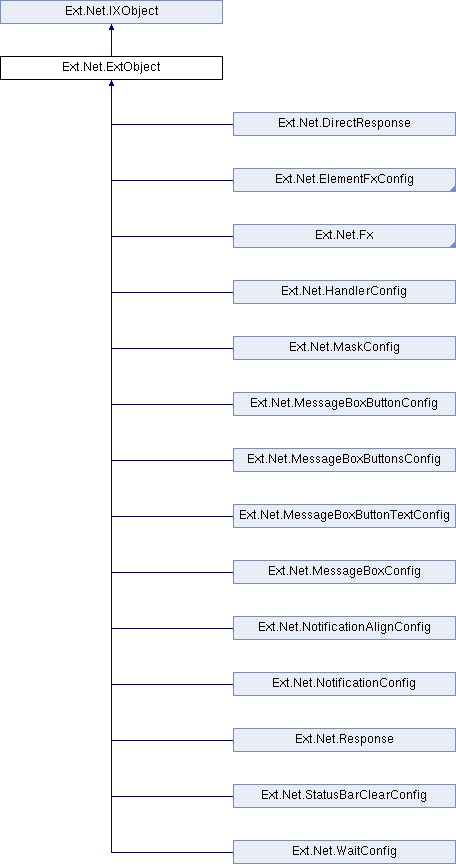 Ext.Net.IXObject
Ext.Net.ExtObject
Ext.Net.DirectResponse
Ext.Net.ElementFxConfig
Ext.Net.Fx
Ext.Net.HandlerConfig
Ext.Net.MaskConfig
Ext.Net.MessageBoxButtonConfig
Ext.Net.MessageBoxButtonsConfig
Ext.Net.MessageBoxButtonTextConfig
Ext.Net.MessageBoxConfig
Ext.Net.NotificationAlignConfig
Ext.Net.NotificationConfig
Ext.Net.Response
Ext.Net.StatusBarClearConfig
Ext.Net.WaitConfig